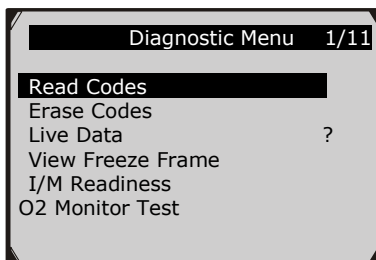 Diagnostic Menu 1/11
Read Codes
Erase Codes
Live Data ?
View Freeze Frame
I/M Readiness
O2 Monitor Test